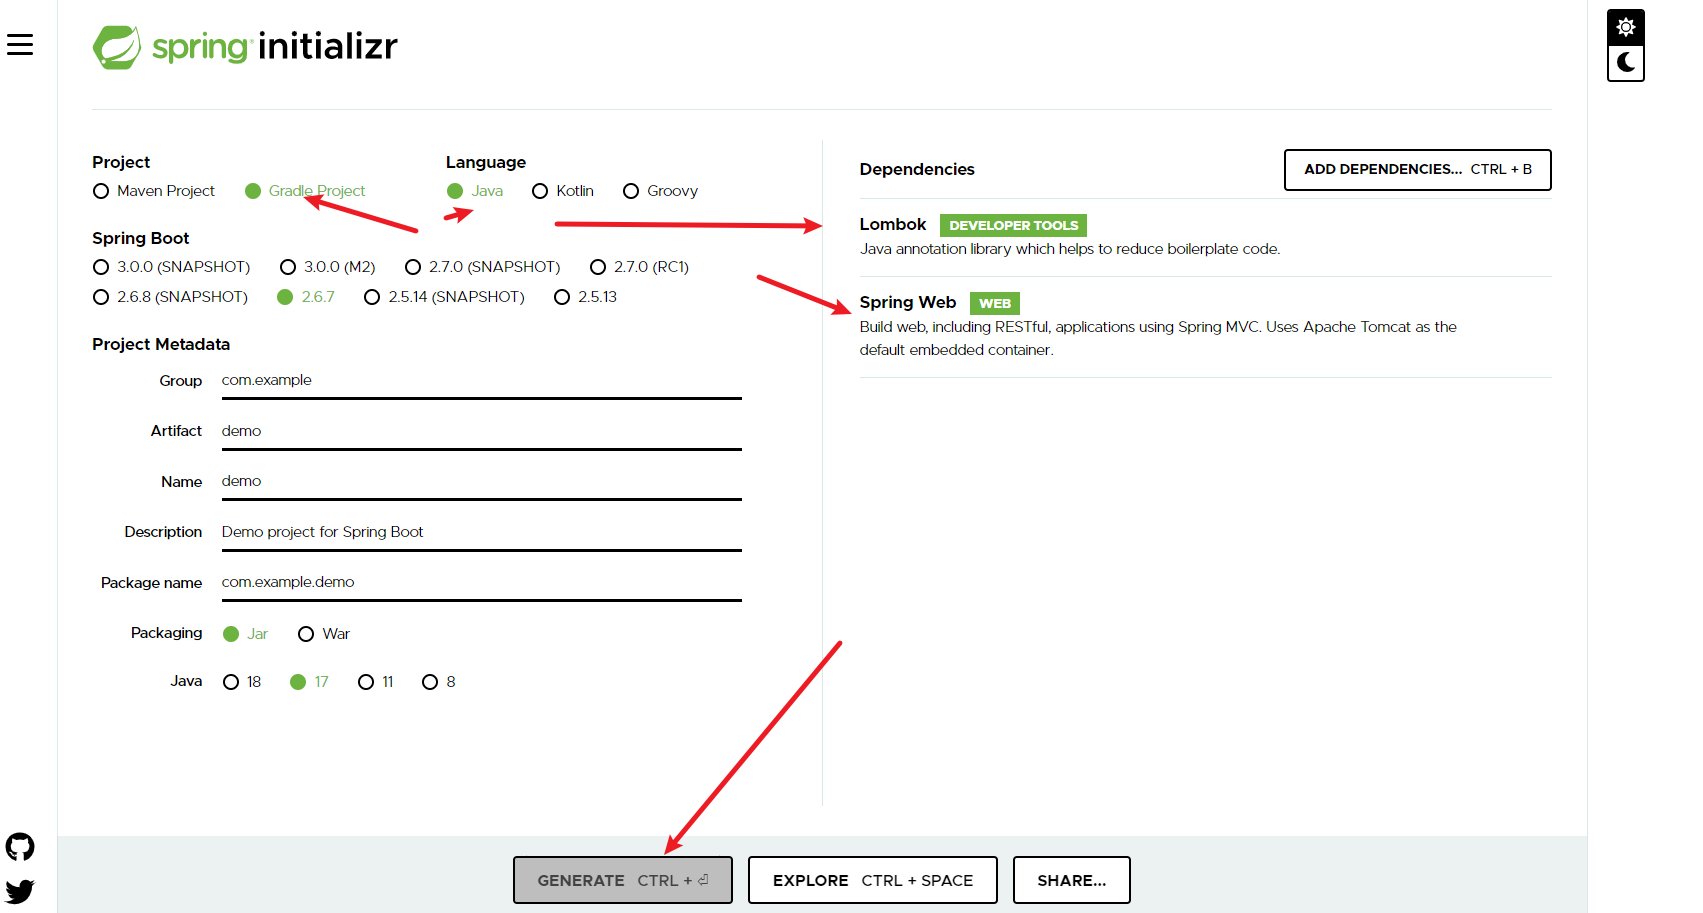 spring initializr
Project
Maven Project Gradle Project
Language
Java Kotlin Groovy
Spring Boot
3.0.0 (SNAPSHOT) 3.0.0 (M2) 2.7.0 (SNAPSHOT) 2.7.0 (RC1)
2.6.8 (SNAPSHOT) 2.6.7 2.5.14 (SNAPSHOT) 2.5.13
Project Metadata
Group com.example
Artifact demo
Name demo
Description Demo project for Spring Boot
Package name com.example.demo
Packaging Jar War
Java 18 17 11 8
Dependencies ADD DEPENDENCIES... CTRL + B
Lombok DEVELOPER TOOLS
Java annotation library which helps to reduce boilerplate code.
Spring Web WEB
Build web, including RESTful, applications using Spring MVC. Uses Apache Tomcat as the
default embedded container.
GENERATE CTRL + ⏎ EXPLORE CTRL + SPACE SHARE...